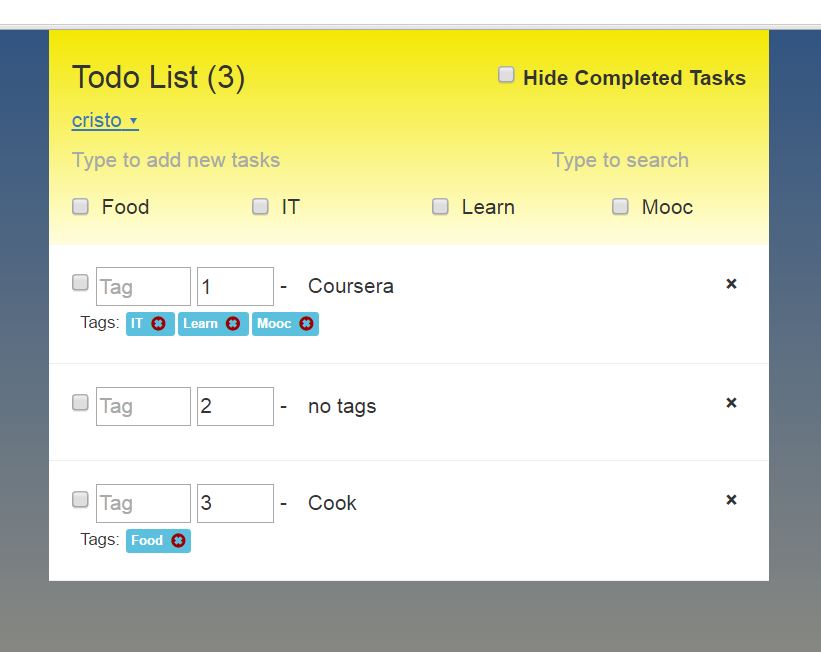 Todo List (3) Hide Completed Tasks
cristo ▾
Type to add new tasks Type to search
Food IT Learn Mooc
Tag 1 - Coursera ×
Tags: IT Learn Mooc
Tag 2 - no tags ×
Tag 3 - Cook ×
Tags: Food